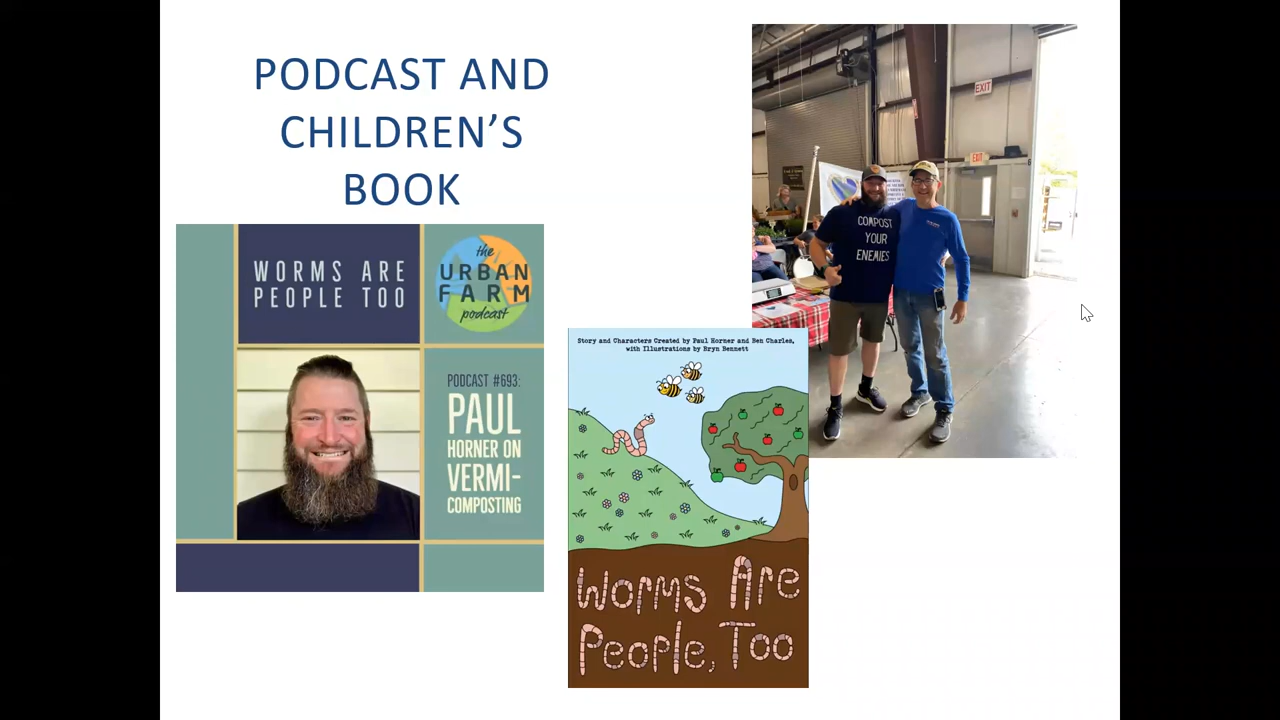 PODCAST AND
CHILDREN’S
BOOK
WORMS ARE
PEOPLE TOO
the
URBAN
FARM
podcast
PODCAST #693:
PAUL
HORNER ON
VERMI-
COMPOSTING
EXIT
EXIT
COMPOST
YOUR
ENEMIES
Story and Characters Created by Paul Horner and Ben Charles,
with Illustrations by Bryn Bennett
Worms Are
People, Too